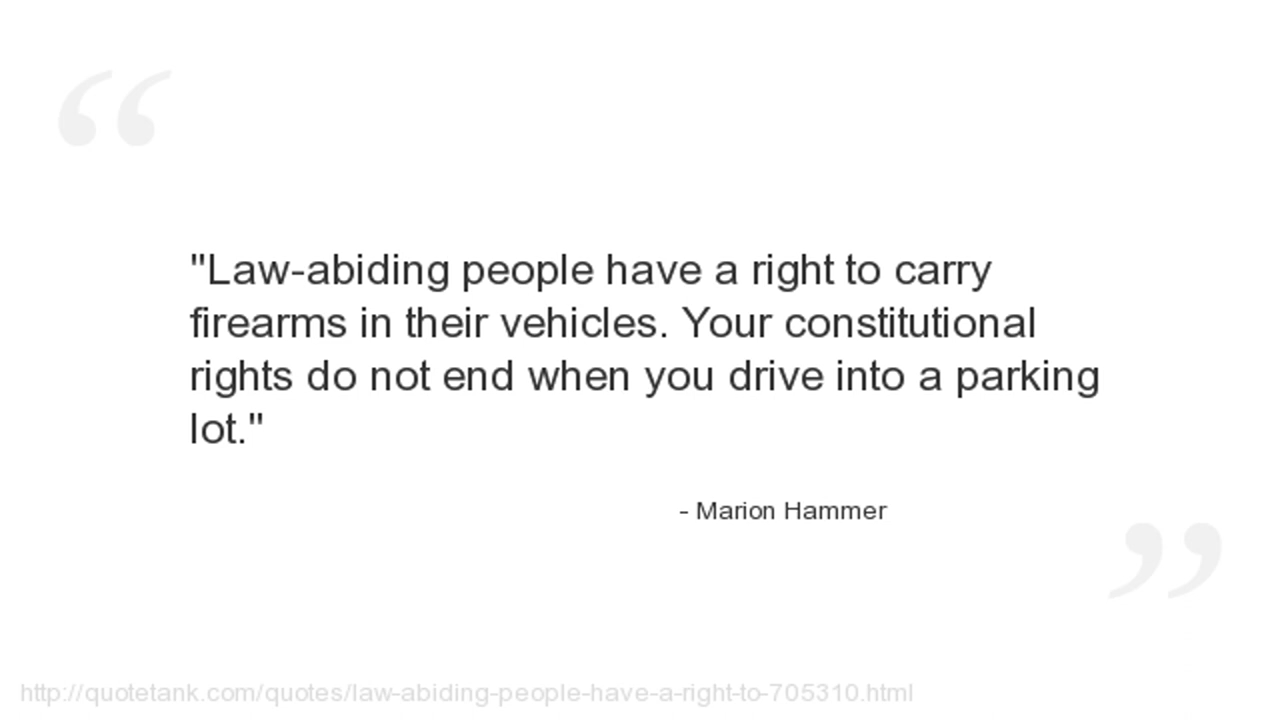 "Law-abiding people have a right to carry
firearms in their vehicles. Your constitutional
rights do not end when you drive into a parking
lot."
- Marion Hammer
http://quotetank.com/quotes/law-abiding-people-have-a-right-to-705310.html